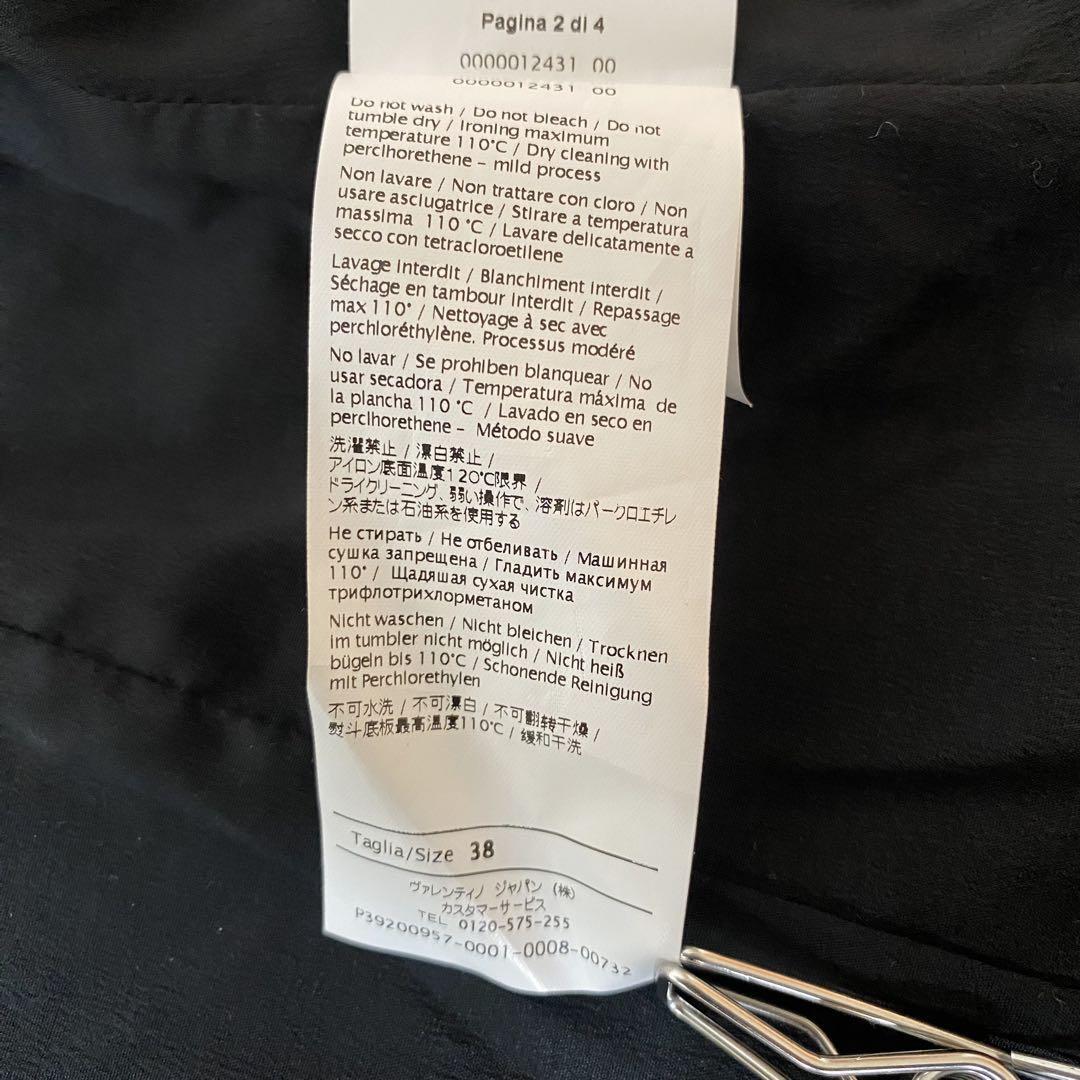 Pagina 2 di 4
0000012431 00
0000012431 00
Do not wash / Do not bleach / Do not
tumble dry / Ironing maximum
temperature 110°C / Dry cleaning with
perclhorethene - mild process
Non lavare / Non trattare con cloro / Non
usare asciugatrice / Stirare a temperatura
massima 110 °C / Lavare delicatamente a
secco con tetracloroetilene
Lavage interdit / Blanchiment interdit /
Séchage en tambour interdit / Repassage
max 110° / Nettoyage à sec avec
perchloréthylène. Processus modéré
No lavar / Se prohiben blanquear / No
usar secadora / Temperatura máxima de
la plancha 110 °C / Lavado en seco en
perclhorethene - Método suave
洗濯禁止 / 漂白禁止 /
アイロン底面温度120℃限界 /
ドライクリーニング、弱い操作で、溶剤はパークロエチレ
ン系または石油系を使用する
Не стирать / Не отбеливать / Машинная
сушка запрещена / Гладить максимум
110° / Щадяшая сухая чистка
трифлотрихлорметаном
Nicht waschen / Nicht bleichen / Trocknen
im tumbler nicht möglich / Nicht heiß
bügeln bis 110°C / Schonende Reinigung
mit Perchlorethylen
不可水洗 / 不可漂白 / 不可翻转干燥 /
熨斗底板最高温度110℃ / 缓和干洗
Taglia/Size 38
ヴァレンティノ ジャパン (株)
カスタマーサービス
TEL 0120-575-255
P39200957-0001-0008-00732